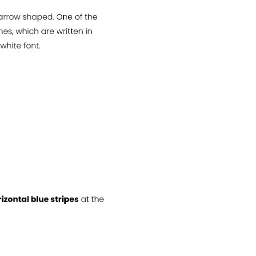 arrow shaped. One of the
nes, which are written in
white font.
rizontal blue stripes at the